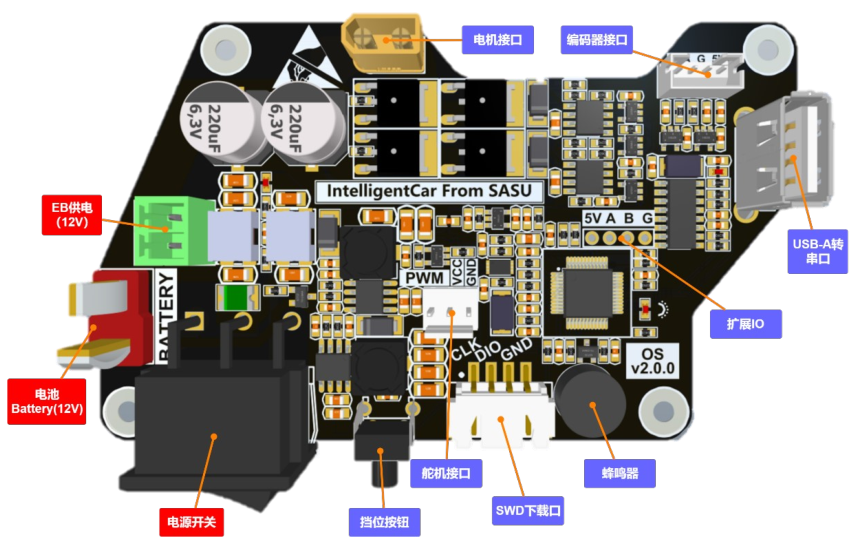 电机接口
编码器接口
G 5V
220uF
6,3V
220uF
6,3V
IntelligentCar From SASU
EB供电
(12V)
5V A B G
USB-A转
串口
BATTERY
PWM
VCC
GND
扩展IO
CLK
DIO
GND
OS
v2.0.0
电池
Battery(12V)
舵机接口
蜂鸣器
电源开关
挡位按钮
SWD下载口